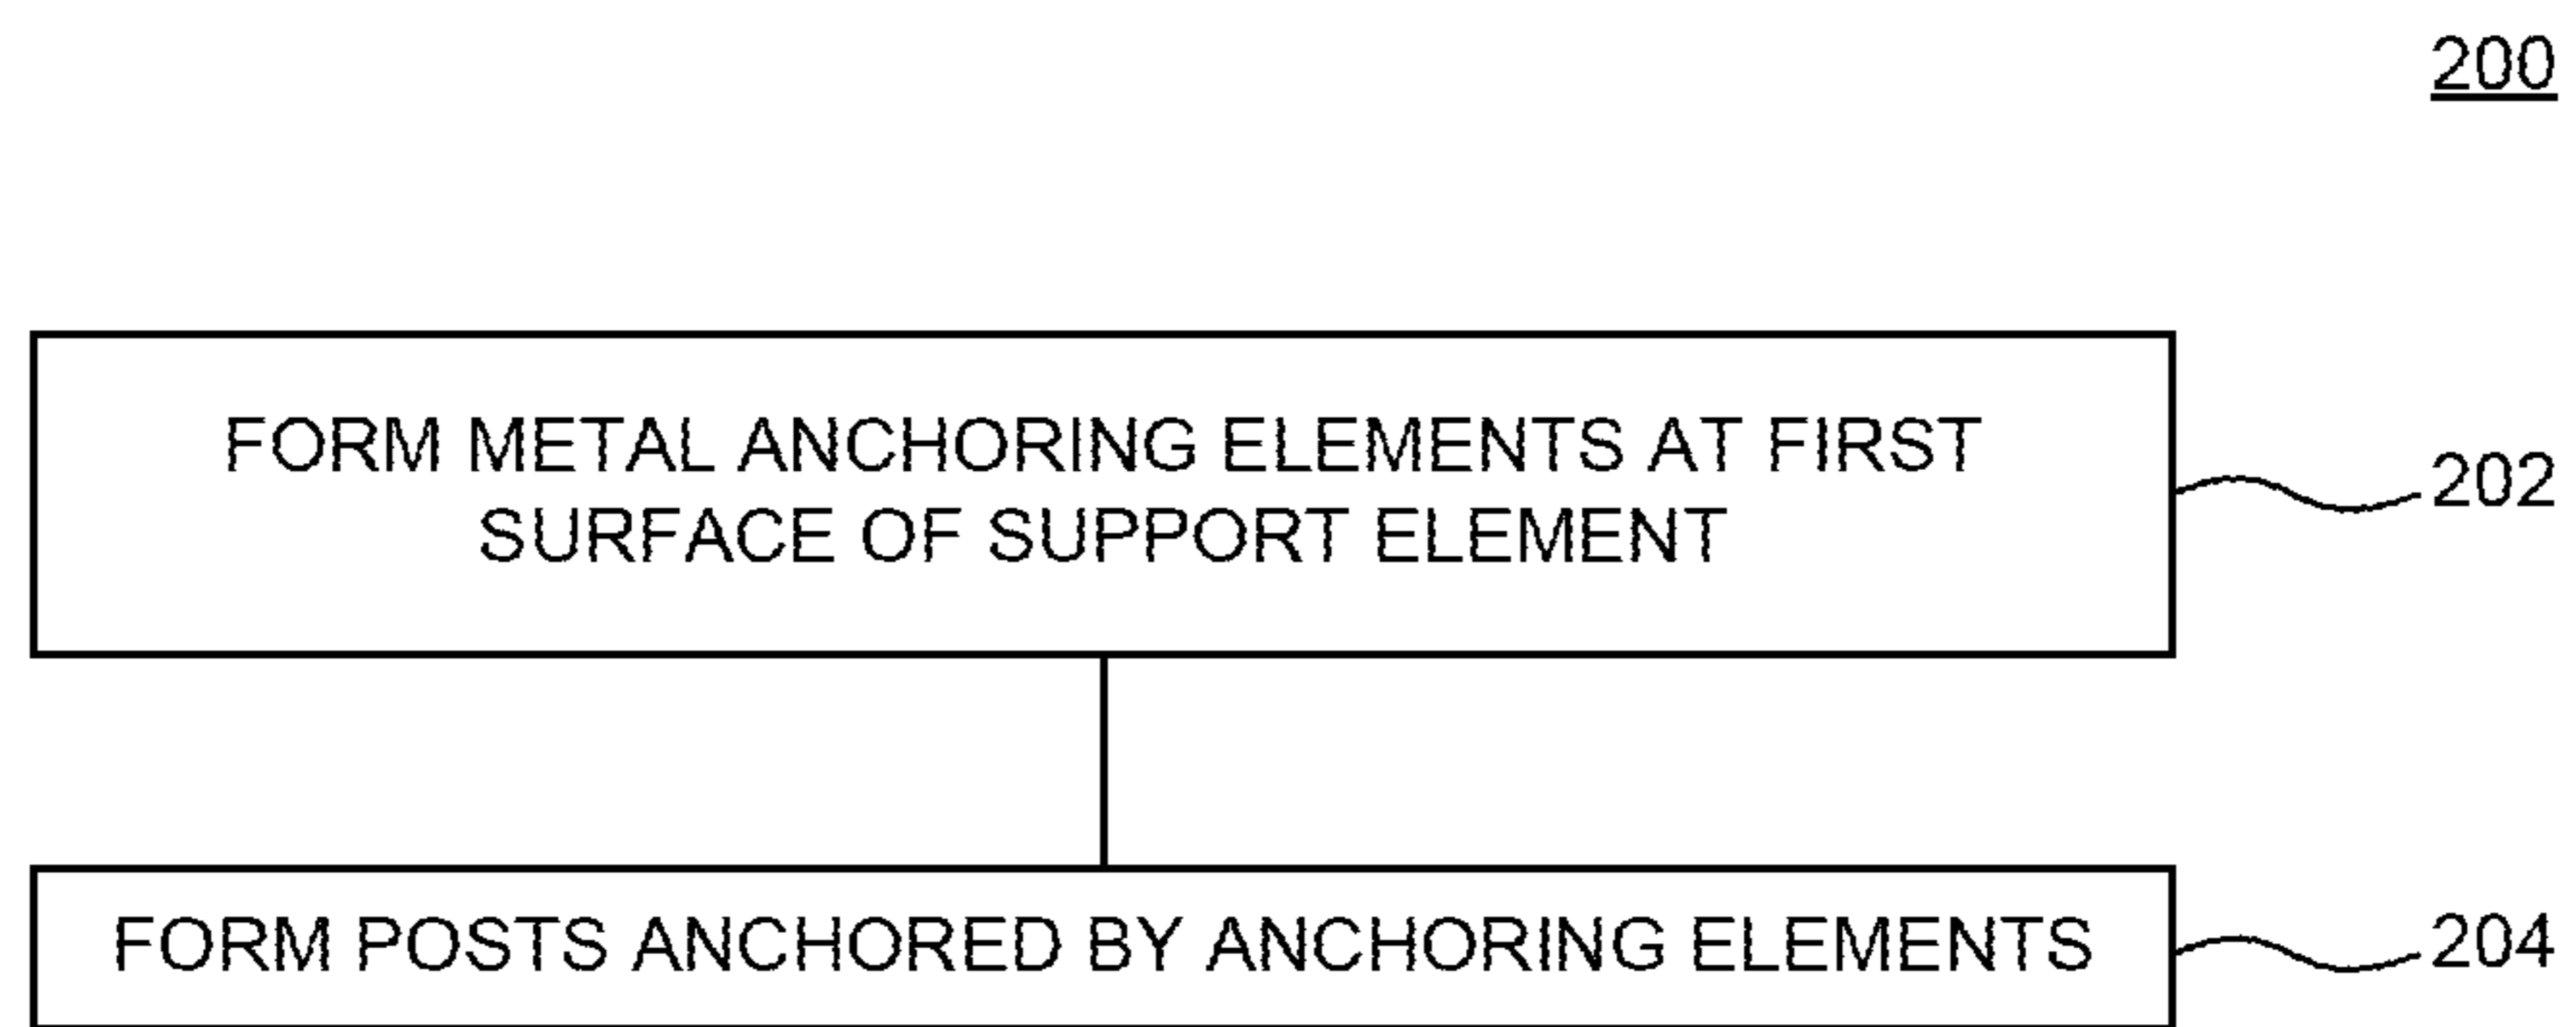 200
FORM METAL ANCHORING ELEMENTS AT FIRST
SURFACE OF SUPPORT ELEMENT
202
FORM POSTS ANCHORED BY ANCHORING ELEMENTS
204